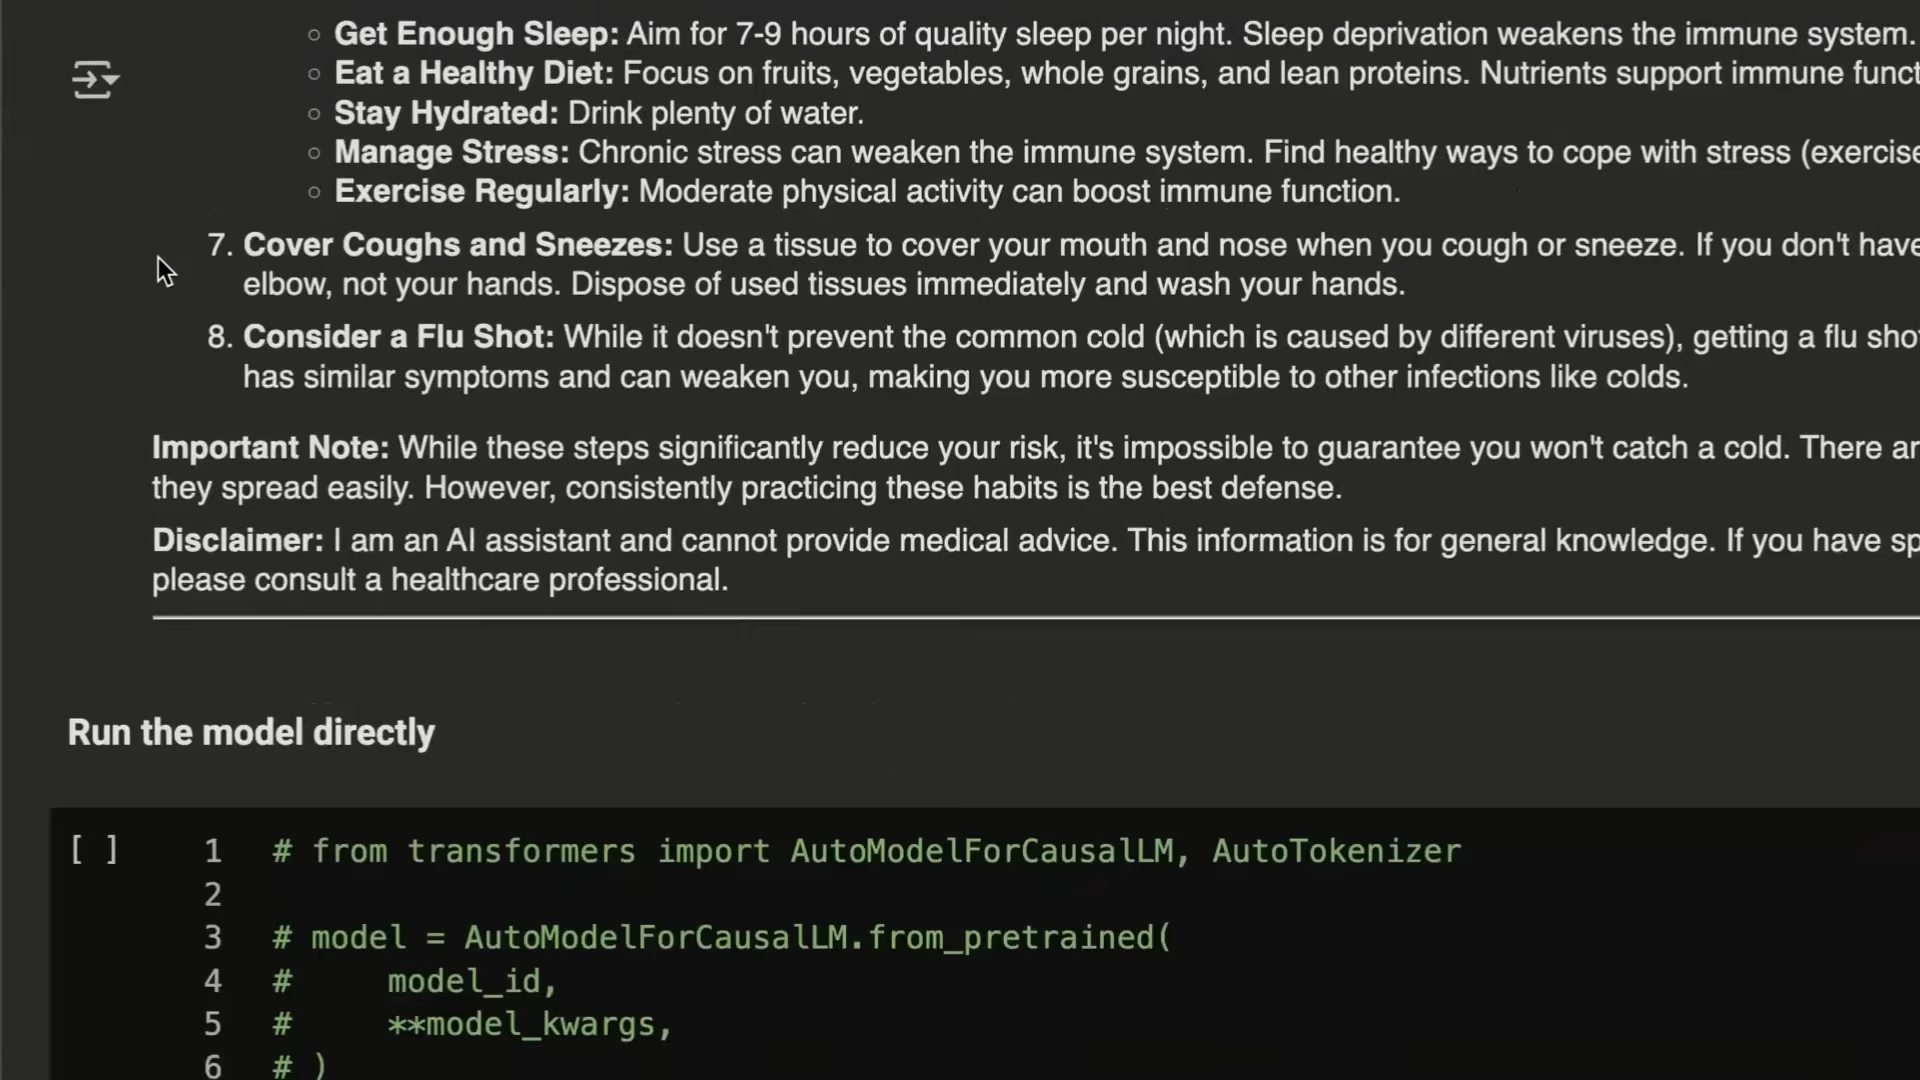 Get Enough Sleep: Aim for 7-9 hours of quality sleep per night. Sleep deprivation weakens the immune system.
Eat a Healthy Diet: Focus on fruits, vegetables, whole grains, and lean proteins. Nutrients support immune funct
Stay Hydrated: Drink plenty of water.
Manage Stress: Chronic stress can weaken the immune system. Find healthy ways to cope with stress (exercise
Exercise Regularly: Moderate physical activity can boost immune function.
7. Cover Coughs and Sneezes: Use a tissue to cover your mouth and nose when you cough or sneeze. If you don't have
elbow, not your hands. Dispose of used tissues immediately and wash your hands.
8. Consider a Flu Shot: While it doesn't prevent the common cold (which is caused by different viruses), getting a flu shot
has similar symptoms and can weaken you, making you more susceptible to other infections like colds.
Important Note: While these steps significantly reduce your risk, it's impossible to guarantee you won't catch a cold. There ar
they spread easily. However, consistently practicing these habits is the best defense.
Disclaimer: I am an AI assistant and cannot provide medical advice. This information is for general knowledge. If you have sp
please consult a healthcare professional.
Run the model directly
[ ] 1 # from transformers import AutoModelForCausalLM, AutoTokenizer
2
3 # model = AutoModelForCausalLM.from_pretrained(
4 #     model_id,
5 #     **model_kwargs,
6 # )